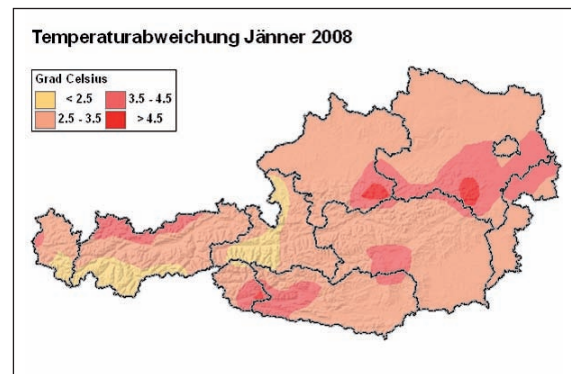 Temperaturabweichung Jänner 2008
Grad Celsius
< 2.5 3.5 - 4.5
2.5 - 3.5 > 4.5